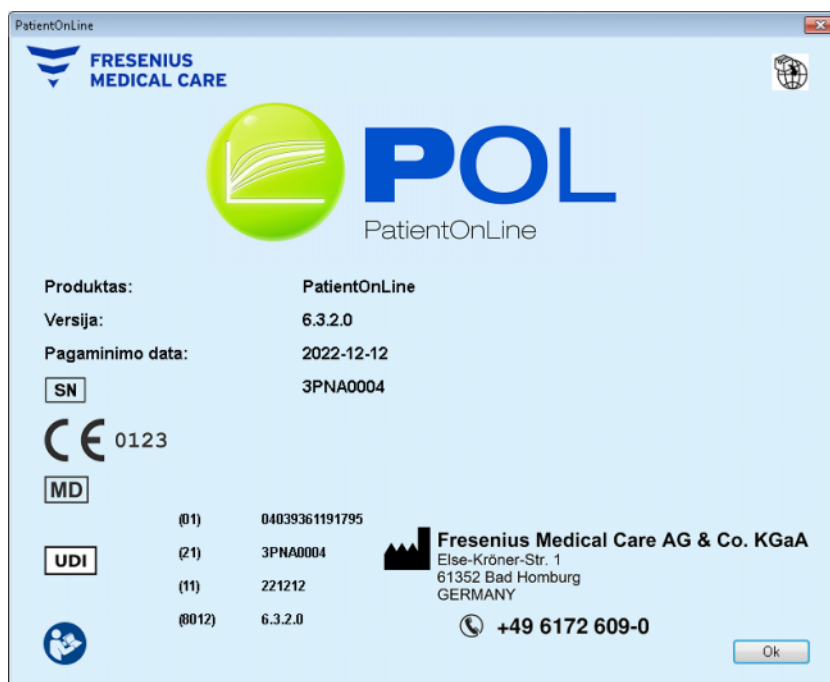 PatientOnLine
FRESENIUS
MEDICAL CARE
POL
PatientOnLine
Produktas: PatientOnLine
Versija: 6.3.2.0
Pagaminimo data: 2022-12-12
SN 3PNA0004
CE 0123
MD
(01) 04039361191795
UDI (21) 3PNA0004
(11) 221212
(8012) 6.3.2.0
Fresenius Medical Care AG & Co. KGaA
Else-Kröner-Str. 1
61352 Bad Homburg
GERMANY
+49 6172 609-0
Ok